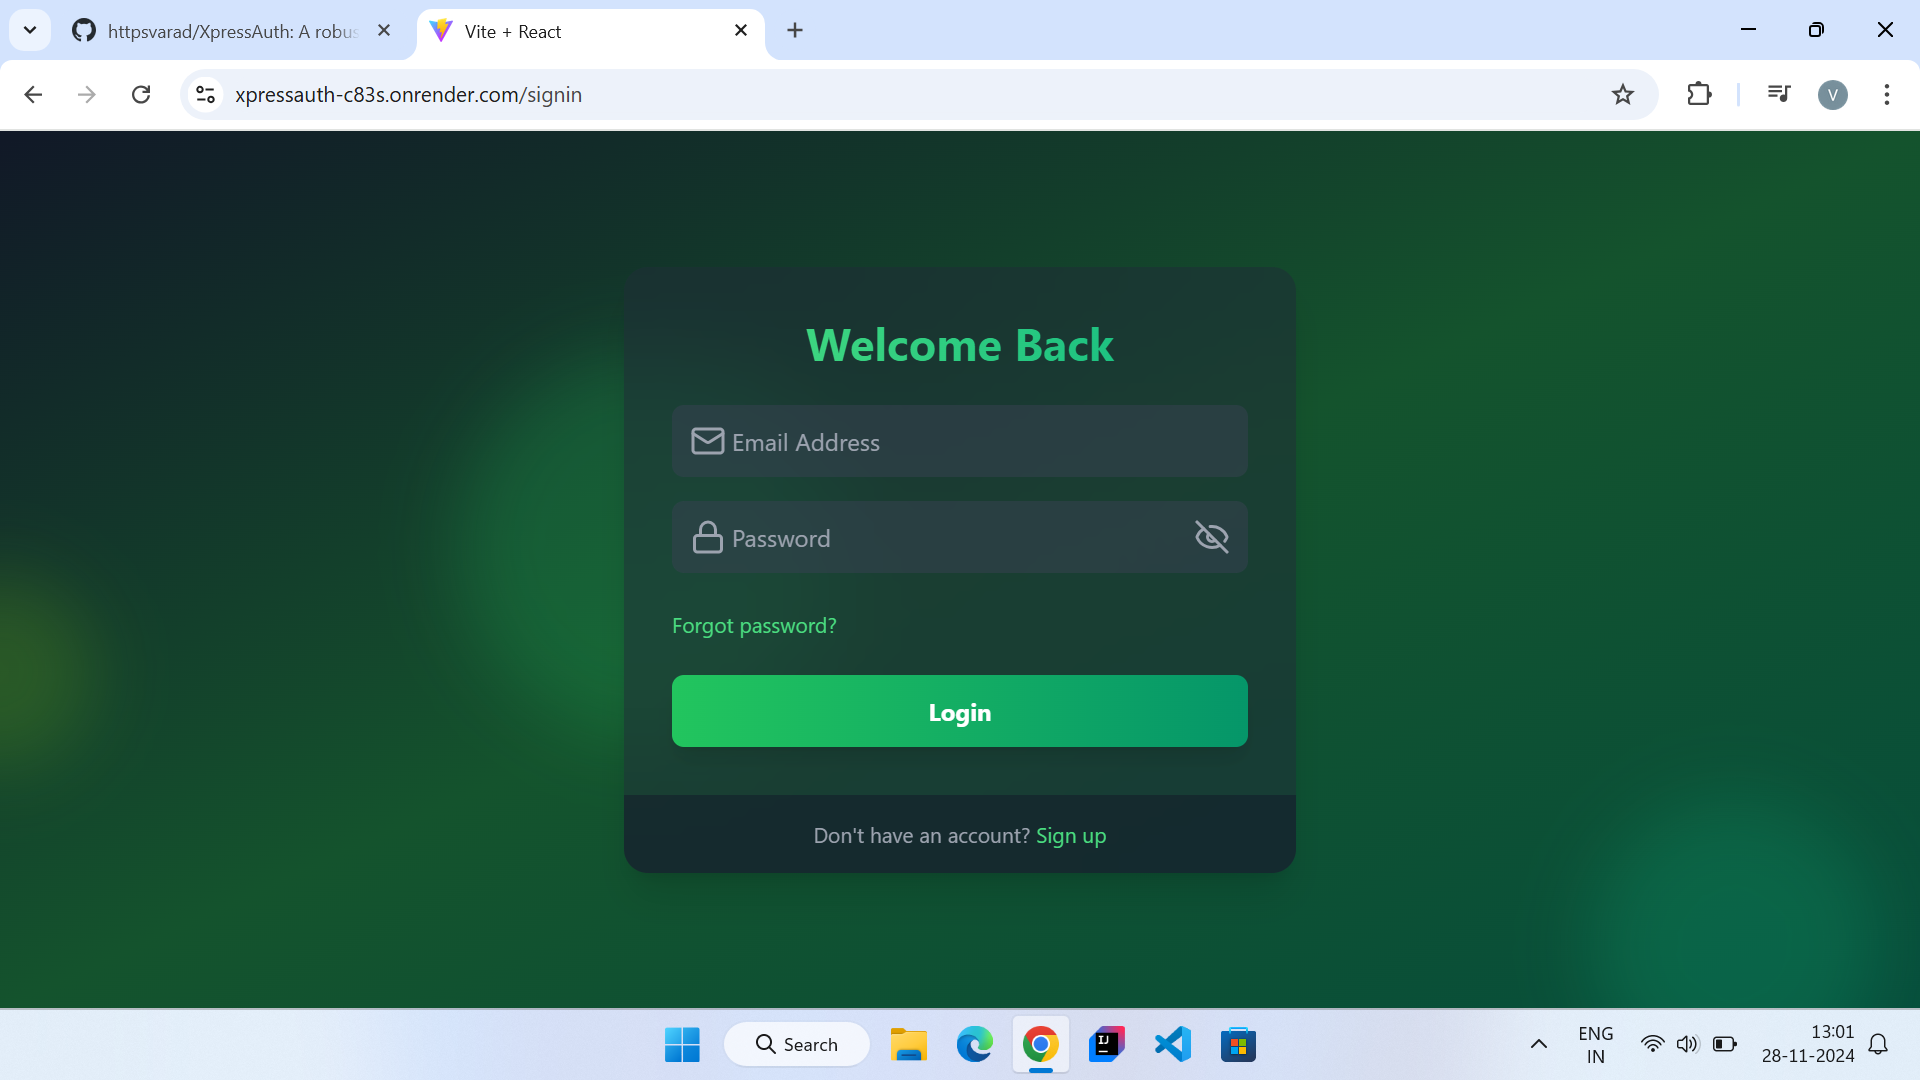 httpsvarad/XpressAuth: A robus
Vite + React
xpressauth-c83s.onrender.com/signin
V
Welcome Back
Email Address
Password
Forgot password?
Login
Don't have an account? Sign up
Search
IJ
ENG
IN
13:01
28-11-2024